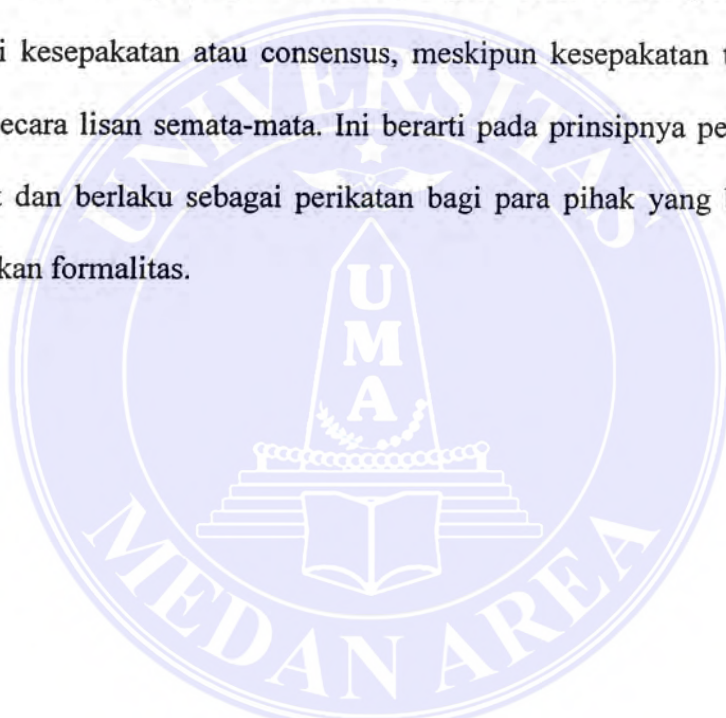 i kesepakatan atau consensus, meskipun kesepakatan
ecara lisan semata-mata. Ini berarti pada prinsipnya pe
dan berlaku sebagai perikatan bagi para pihak yang
kan formalitas.
UNIVERSITAS
U
M
A
MEDAN AREA